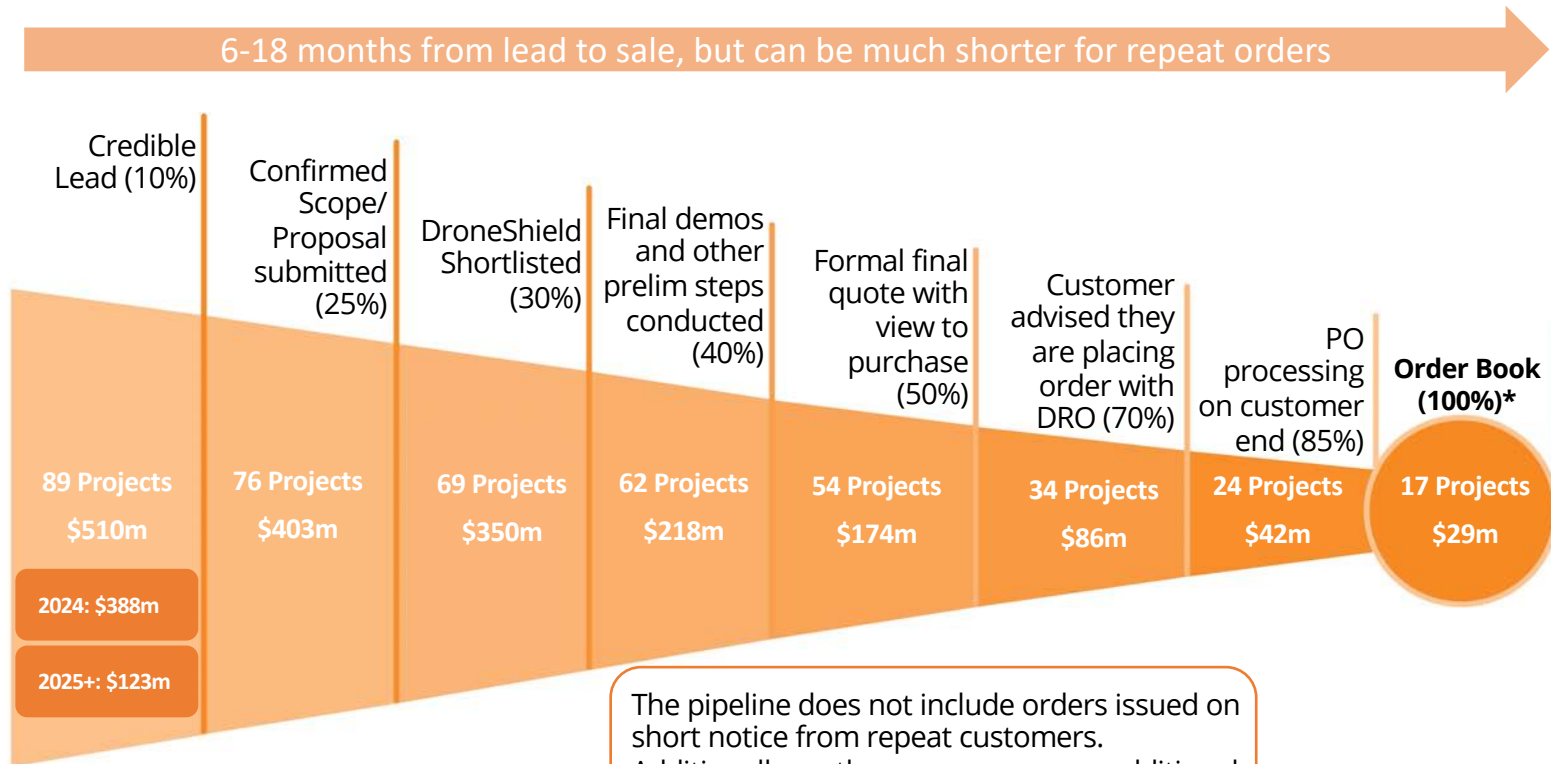 6-18 months from lead to sale, but can be much shorter for repeat orders
Credible
Lead (10%)
Confirmed
Scope/
Proposal
submitted
(25%)
DroneShield
Shortlisted
(30%)
Final demos
and other
prelim steps
conducted
(40%)
Formal final
quote with
view to
purchase
(50%)
Customer
advised they
are placing
order with
DRO (70%)
PO
processing
on customer
end (85%)
Order Book
(100%)*
89 Projects
$510m
76 Projects
$403m
69 Projects
$350m
62 Projects
$218m
54 Projects
$174m
34 Projects
$86m
24 Projects
$42m
17 Projects
$29m
2024: $388m
2025+: $123m
The pipeline does not include orders issued on
short notice from repeat customers.